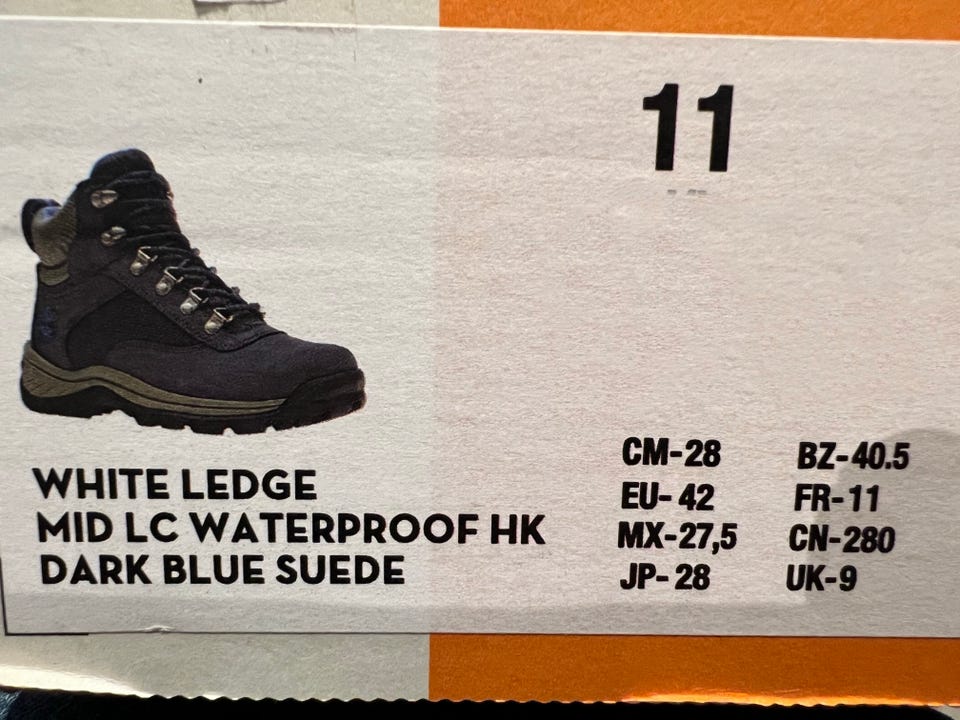 11
WHITE LEDGE
MID LC WATERPROOF HK
DARK BLUE SUEDE
CM-28 BZ-40.5
EU-42 FR-11
MX-27,5 CN-280
JP-28 UK-9